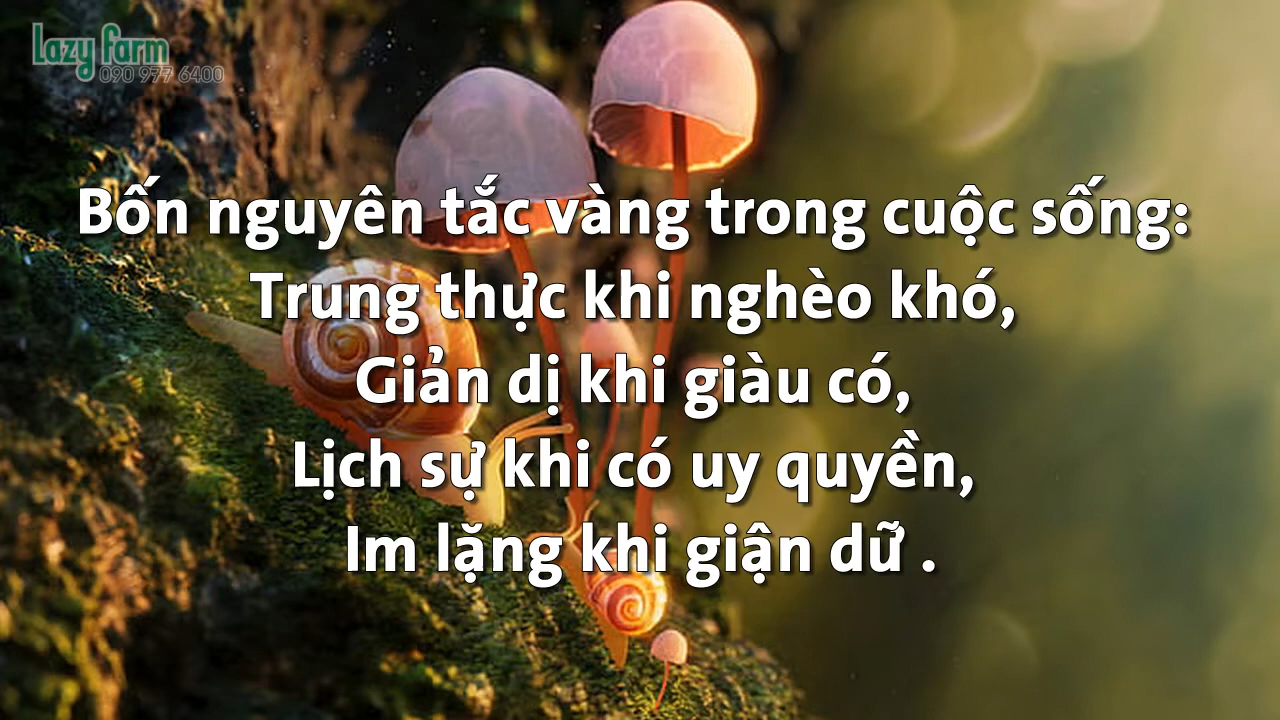 Lazy farm
090 977 6400
Bốn nguyên tắc vàng trong cuộc sống:
Trung thực khi nghèo khó,
Giản dị khi giàu có,
Lịch sự khi có uy quyền,
Im lặng khi giận dữ .